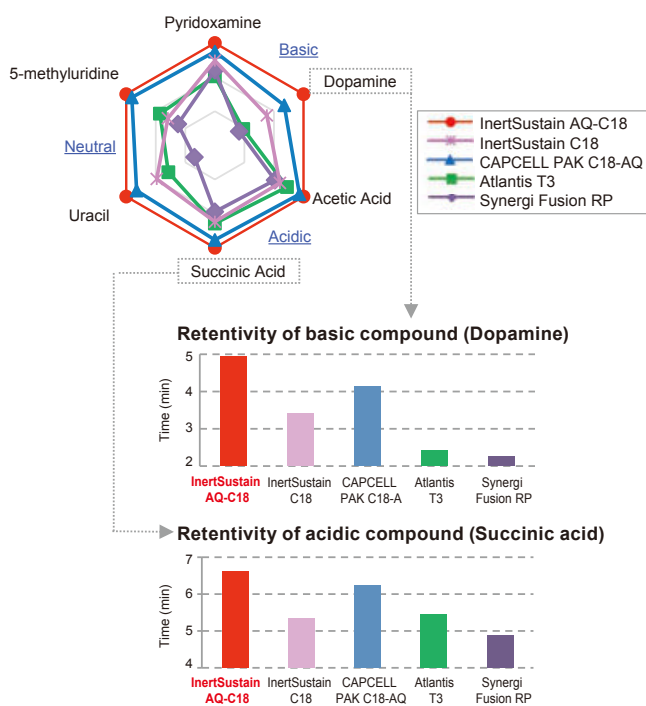 Pyridoxamine
Basic
5-methyluridine
Dopamine
InertSustain AQ-C18
InertSustain C18
CAPCELL PAK C18-AQ
Atlantis T3
Synergi Fusion RP
Neutral
Uracil
Acetic Acid
Acidic
Succinic Acid
Retentivity of basic compound (Dopamine)
Time (min)
5
4
3
2
InertSustain
AQ-C18
InertSustain
C18
CAPCELL
PAK C18-A
Atlantis
T3
Synergi
Fusion RP
Retentivity of acidic compound (Succinic acid)
Time (min)
7
6
5
4
InertSustain
AQ-C18
InertSustain
C18
CAPCELL
PAK C18-AQ
Atlantis
T3
Synergi
Fusion RP